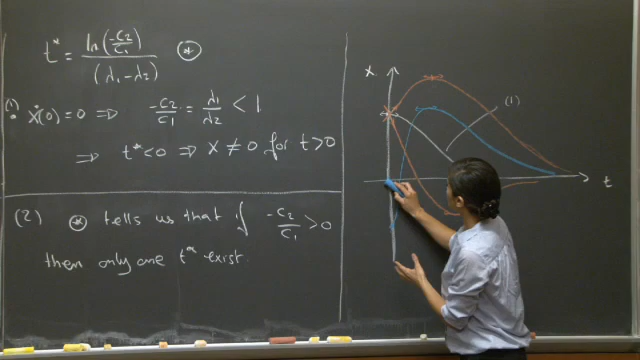 t* = ln(-C2/C1) / (λ1-λ2) ⊛
(1) • ẋ(0) = 0 ⟹ -C2/C1 = λ1/λ2 < 1
⟹ t* < 0 ⟹ X ≠ 0 for t > 0
(2) ⊛ tells us that if -C2/C1 > 0
then only one t* exist.
x
(1)
t